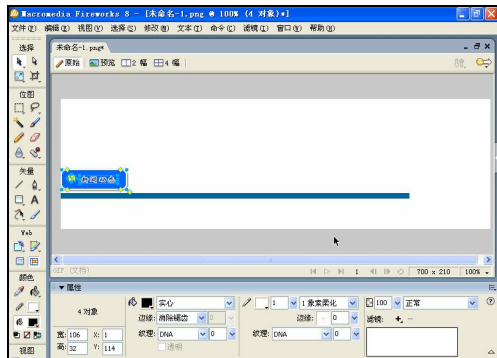 Macromedia Fireworks 8 - [未命名-1.png @ 100% (4 对象)*]
文件(F) 编辑(E) 视图(V) 选择(S) 修改(M) 文本(T) 命令(C) 滤镜(I) 窗口(W) 帮助(H)
选择
未命名-1.png*
原始 预览 2 幅 4 幅
位图
矢量
A
Web
颜色
视图
GIF (文档)
1
700 x 210
100%
属性
4 对象
实心
1
1 象素柔化
100
正常
边缘: 消除锯齿 0
边缘: 0
滤镜:
宽: 106 X: 1
纹理: DNA 0
纹理: DNA 0
高: 32 Y: 114
透明